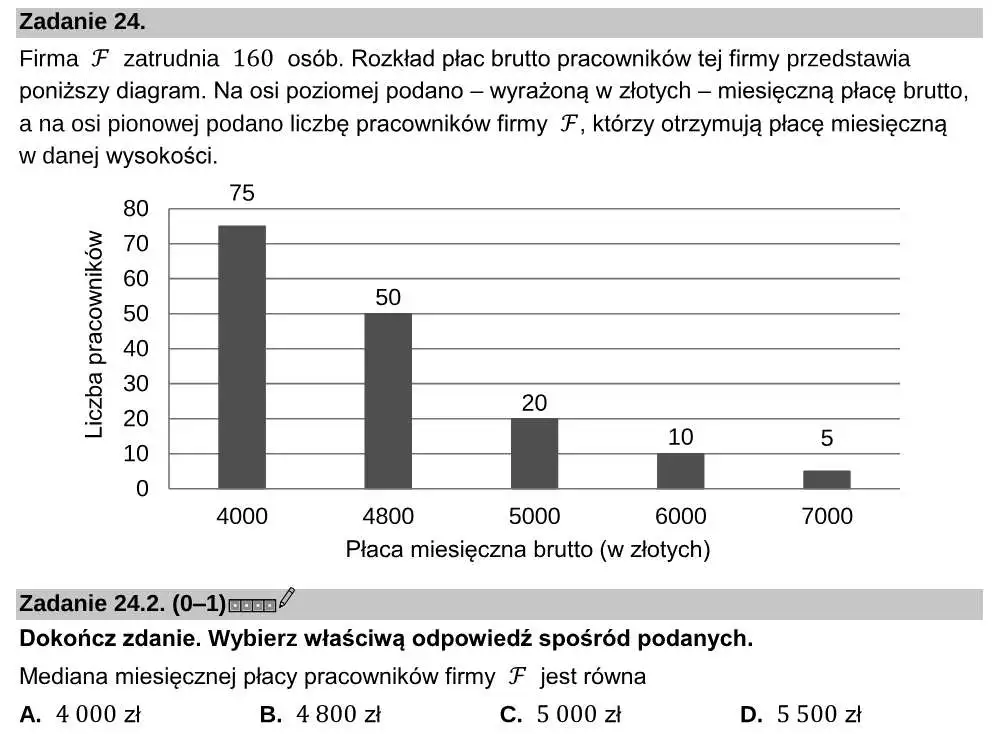 Zadanie 24.
Firma ℱ zatrudnia 160 osób. Rozkład płac brutto pracowników tej firmy przedstawia
poniższy diagram. Na osi poziomej podano – wyrażoną w złotych – miesięczną płacę brutto,
a na osi pionowej podano liczbę pracowników firmy ℱ, którzy otrzymują płacę miesięczną
w danej wysokości.
Liczba pracowników
80
70
60
50
40
30
20
10
0
75
50
20
10
5
4000 4800 5000 6000 7000
Płaca miesięczna brutto (w złotych)
Zadanie 24.2. (0–1)
Dokończ zdanie. Wybierz właściwą odpowiedź spośród podanych.
Mediana miesięcznej płacy pracowników firmy ℱ jest równa
A. 4 000 zł B. 4 800 zł C. 5 000 zł D. 5 500 zł